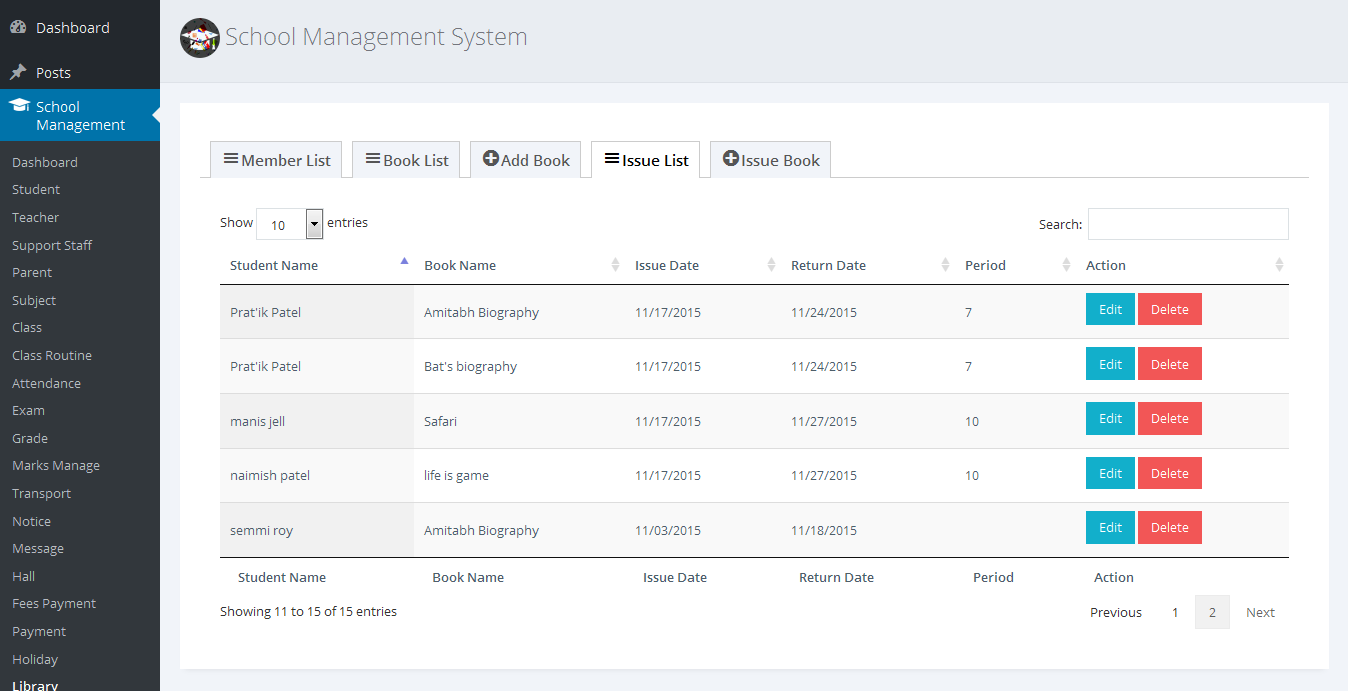 Dashboard
Posts
School
Management
Dashboard
Student
Teacher
Support Staff
Parent
Subject
Class
Class Routine
Attendance
Exam
Grade
Marks Manage
Transport
Notice
Message
Hall
Fees Payment
Payment
Holiday
Library
School Management System
Member List Book List Add Book Issue List Issue Book
Show 10 entries Search:
Student Name Book Name Issue Date Return Date Period Action
Prat'ik Patel Amitabh Biography 11/17/2015 11/24/2015 7 Edit Delete
Prat'ik Patel Bat's biography 11/17/2015 11/24/2015 7 Edit Delete
manis jell Safari 11/17/2015 11/27/2015 10 Edit Delete
naimish patel life is game 11/17/2015 11/27/2015 10 Edit Delete
semmi roy Amitabh Biography 11/03/2015 11/18/2015 Edit Delete
Student Name Book Name Issue Date Return Date Period Action
Showing 11 to 15 of 15 entries Previous 1 2 Next